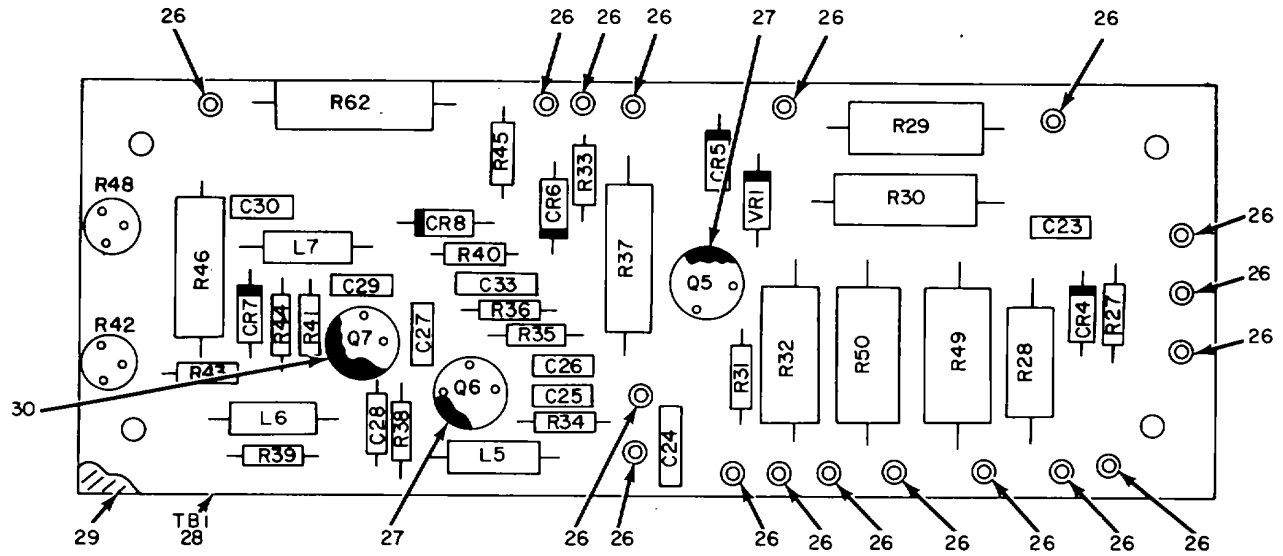 26 26 26 26 27 26 26
R62
R29
R45
R33
CR5
CR6
VR1
R48
C30
R30
CR8
C23
26
L7
R37
R46
R40
Q5
26
C29
C33
CR7
R44
R41
R36
CR4
R27
R42
Q7
C27
R35
R32
R50
R49
R28
26
C26
R31
R43
Q6
C25
30
L6
C28
R38
R34
C24
R39
L5
TB1
29 28 27 26 26 26 26 26 26 26 26 26